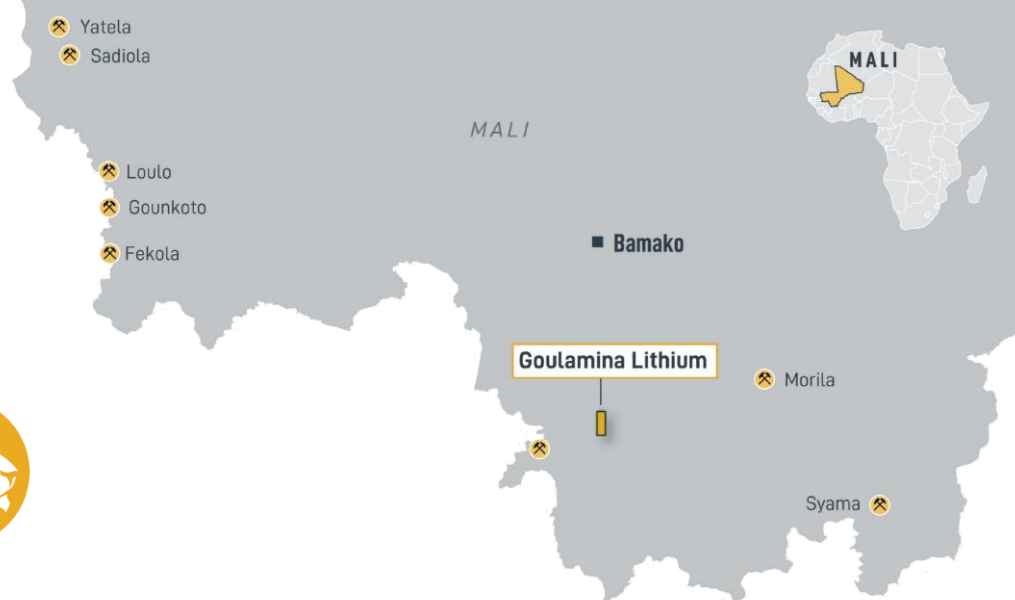 Yatela
Sadiola
MALI
MALI
Loulo
Gounkoto
Fekola
Bamako
Goulamina Lithium
Morila
Syama